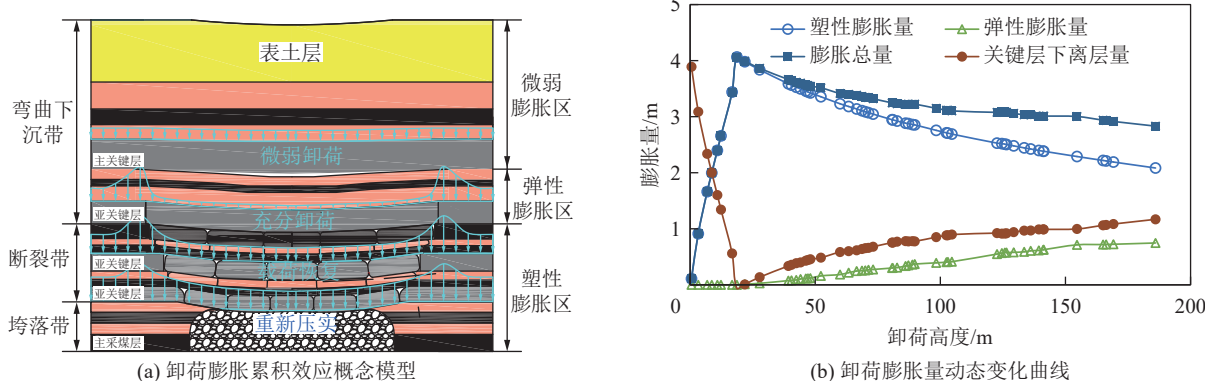 表土层
弯曲下
沉带
断裂带
垮落带
主关键层
亚关键层
亚关键层
亚关键层
主采煤层
微弱卸荷
充分卸荷
重新压实
微弱
膨胀区
弹性
膨胀区
塑性
膨胀区
(a) 卸荷膨胀累积效应概念模型
塑性膨胀量
弹性膨胀量
膨胀总量
关键层下离层量
膨胀量/m
5
4
3
2
1
0
50
100
150
200
卸荷高度/m
(b) 卸荷膨胀量动态变化曲线